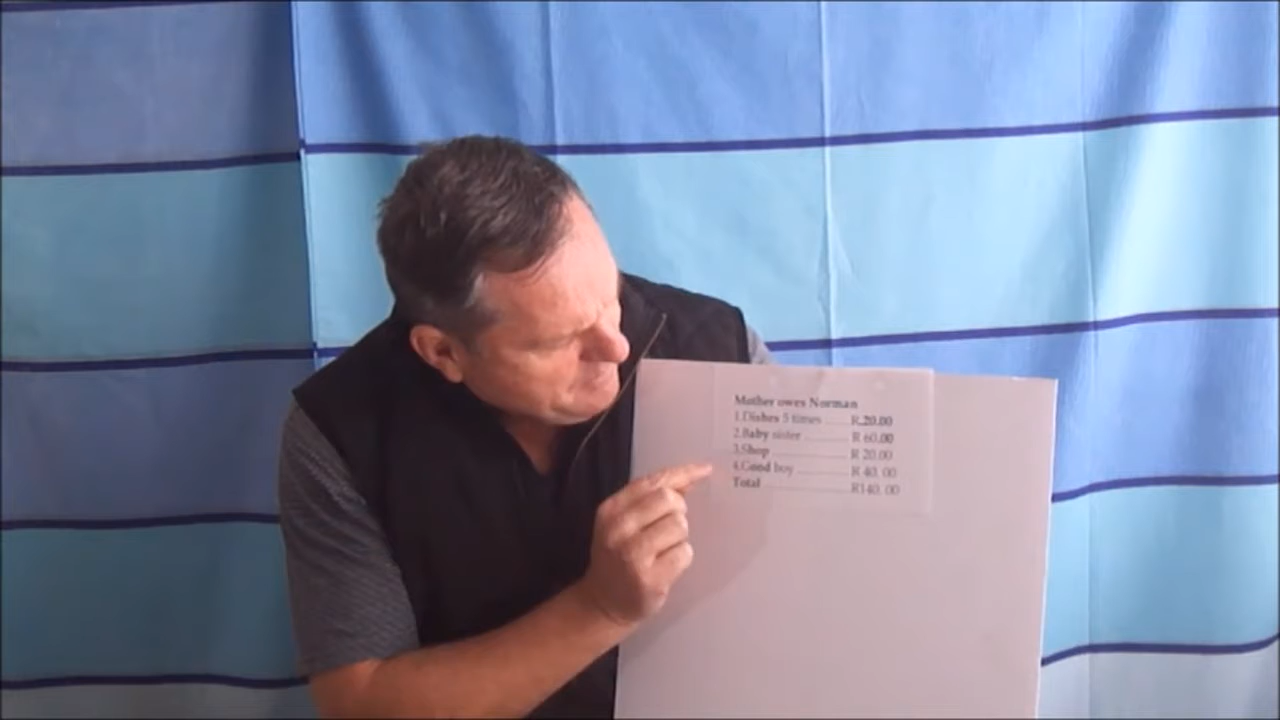 Mother owes Norman
1.Dishes 5 times ........... R.20.00
2.Baby sister ................ R 60.00
3.Shop ......................... R 20.00
4.Good boy .................. R 40. 00
Total ............................ R140. 00